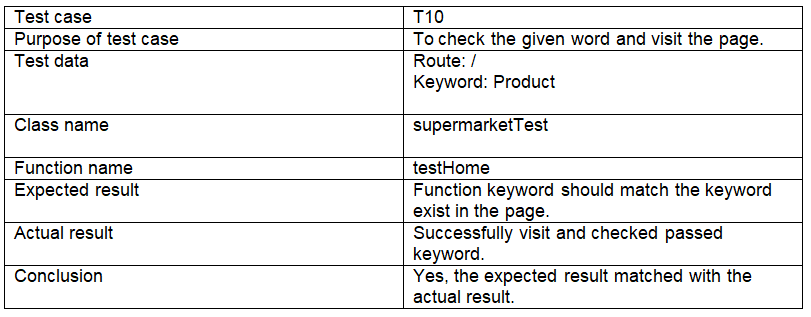 Test case T10
Purpose of test case To check the given word and visit the page.
Test data Route: /
Keyword: Product
Class name supermarketTest
Function name testHome
Expected result Function keyword should match the keyword
exist in the page.
Actual result Successfully visit and checked passed
keyword.
Conclusion Yes, the expected result matched with the
actual result.